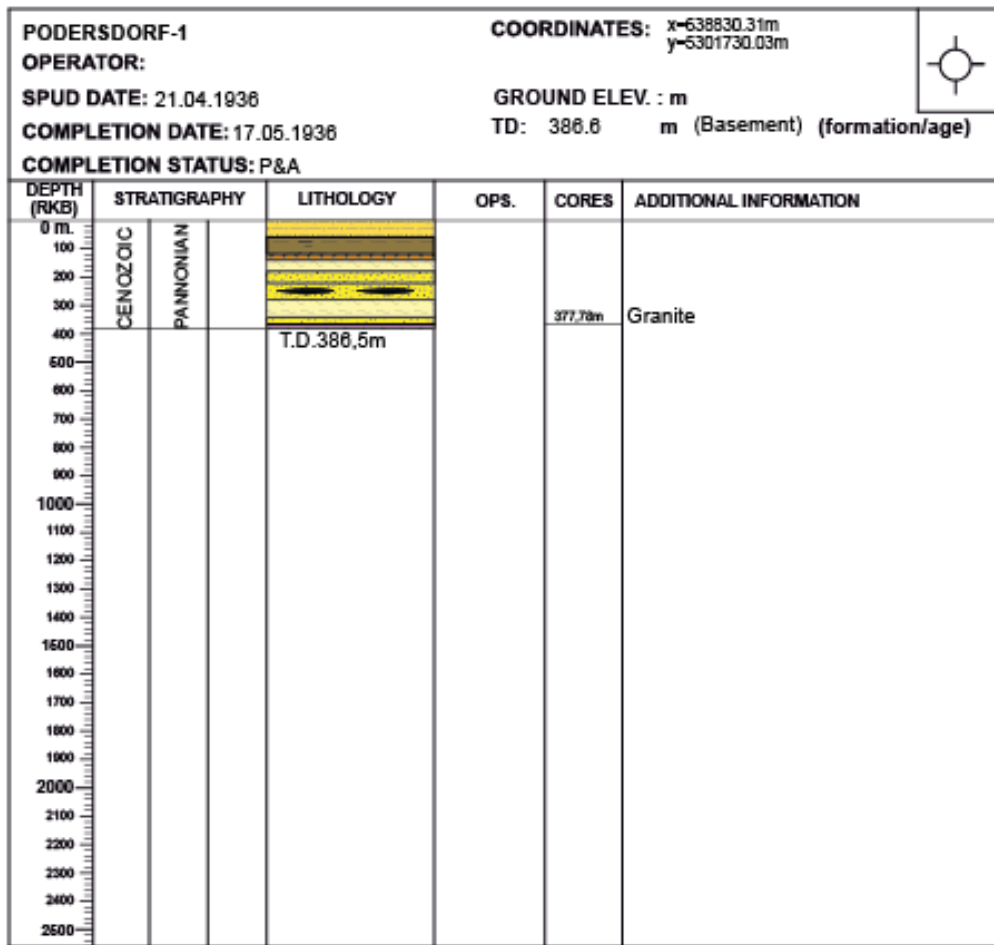 PODERSDORF-1
COORDINATES: x=638830.31m
y=5301730.03m
OPERATOR:
SPUD DATE: 21.04.1936
GROUND ELEV. : m
COMPLETION DATE: 17.05.1936
TD: 386.6 m (Basement) (formation/age)
COMPLETION STATUS: P&A
DEPTH (RKB)
STRATIGRAPHY
LITHOLOGY
OPS.
CORES
ADDITIONAL INFORMATION
0 m.
100
200
300
400
500
600
700
800
900
1000
1100
1200
1300
1400
1500
1600
1700
1800
1900
2000
2100
2200
2300
2400
2500
CENOZOIC
PANNONIAN
T.D.386,5m
377,78m
Granite